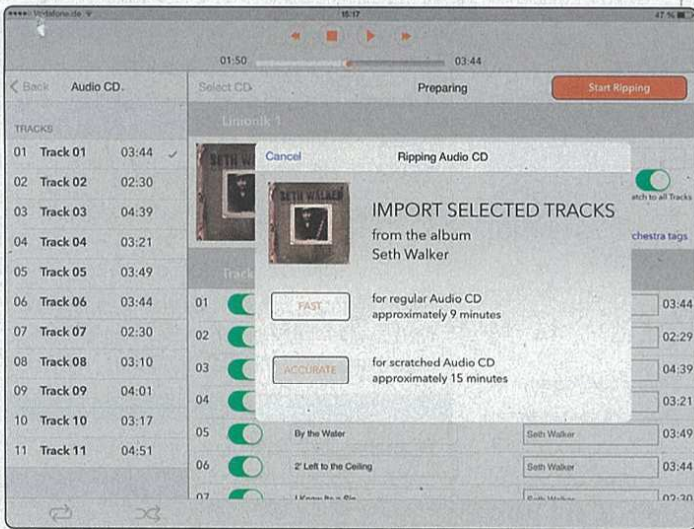 Vodafone.de
15:17
47 %
01:50
03:44
Back
Audio CD
Select CD
Preparing
Start Ripping
TRACKS
01 Track 01 03:44
02 Track 02 02:30
03 Track 03 04:39
04 Track 04 03:21
05 Track 05 03:49
06 Track 06 03:44
07 Track 07 02:30
08 Track 08 03:10
09 Track 09 04:01
10 Track 10 03:17
11 Track 11 04:51
Limonik 1
SETH W
atch to all Tracks
chestra tags
Track
Cancel
Ripping Audio CD
SETH WALKER
IMPORT SELECTED TRACKS
from the album
Seth Walker
FAST
for regular Audio CD
approximately 9 minutes
ACCURATE
for scratched Audio CD
approximately 15 minutes
01 03:44
02 02:29
03 04:39
04 03:21
05 By the Water Seth Walker 03:49
06 2' Left to the Ceiling Seth Walker 03:44
07 02:30